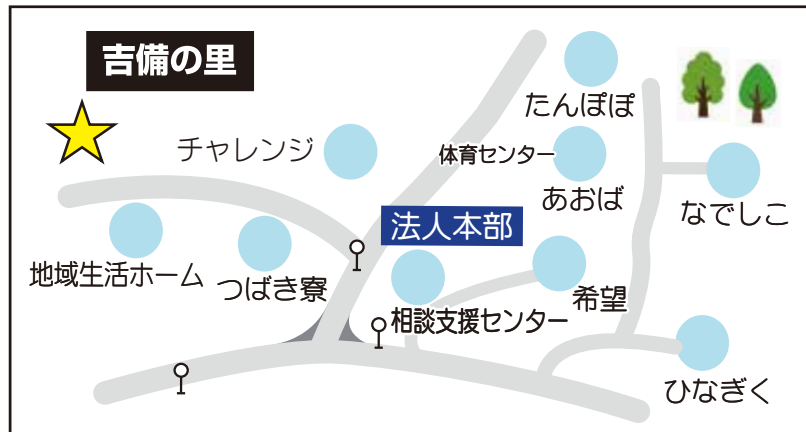 吉備の里
たんぽぽ
チャレンジ
体育センター
あおば
なでしこ
法人本部
地域生活ホーム
つばき寮
相談支援センター
希望
ひなぎく